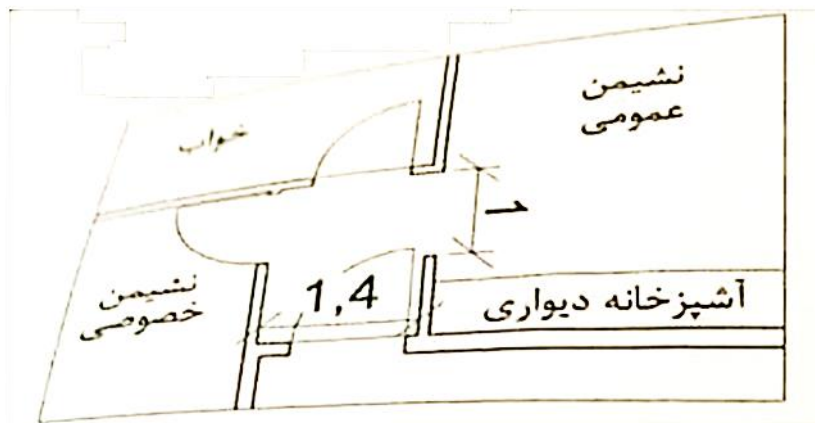 نشیمن
عمومی
خواب
۱
نشیمن
خصوصی
1,4
آشپزخانه دیواری